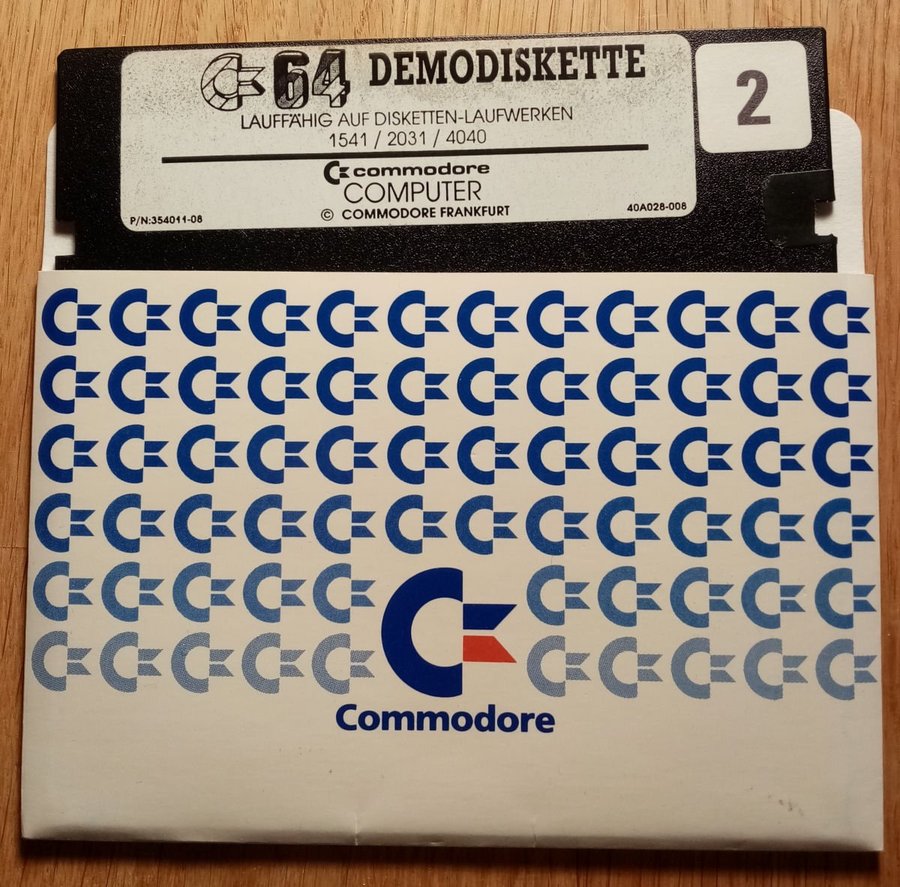 64 DEMODISKETTE
2
LAUFFÄHIG AUF DISKETTEN-LAUFWERKEN
1541 / 2031 / 4040
commodore
COMPUTER
© COMMODORE FRANKFURT
P/N:354011-08
40A028-008
Commodore